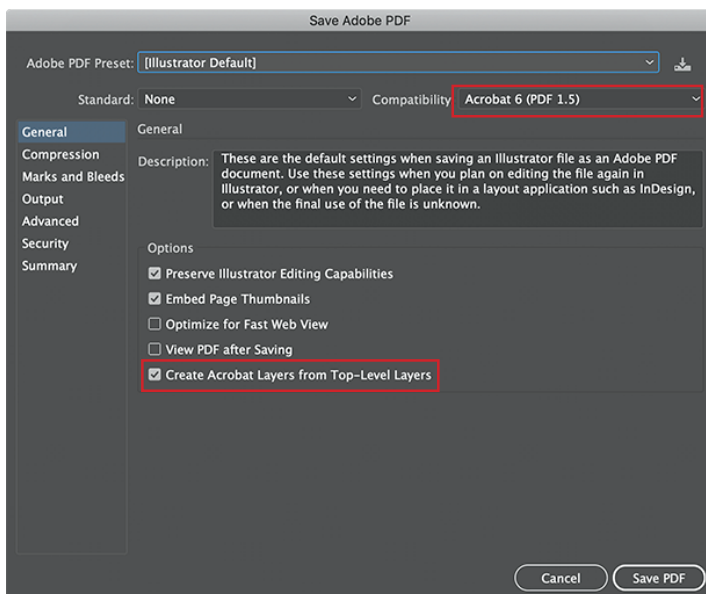 Save Adobe PDF
Adobe PDF Preset: [Illustrator Default]
Standard: None Compatibility Acrobat 6 (PDF 1.5)
General
Compression
Marks and Bleeds
Output
Advanced
Security
Summary
General
Description: These are the default settings when saving an Illustrator file as an Adobe PDF
document. Use these settings when you plan on editing the file again in
Illustrator, or when you need to place it in a layout application such as InDesign,
or when the final use of the file is unknown.
Options
Preserve Illustrator Editing Capabilities
Embed Page Thumbnails
Optimize for Fast Web View
View PDF after Saving
Create Acrobat Layers from Top-Level Layers
Cancel Save PDF